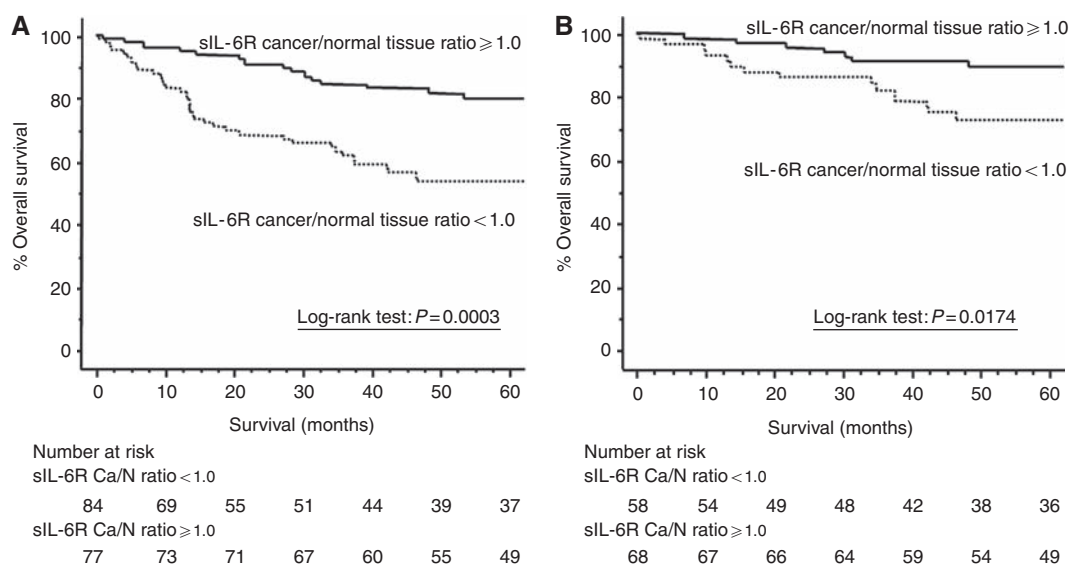 A
sIL-6R cancer/normal tissue ratio ⩾ 1.0
100
80
60
40
20
0
% Overall survival
sIL-6R cancer/normal tissue ratio < 1.0
Log-rank test: P = 0.0003
0 10 20 30 40 50 60
Survival (months)
Number at risk
sIL-6R Ca/N ratio < 1.0
84 69 55 51 44 39 37
sIL-6R Ca/N ratio ⩾ 1.0
77 73 71 67 60 55 49
B
sIL-6R cancer/normal tissue ratio ⩾ 1.0
100
80
60
40
20
0
% Overall survival
sIL-6R cancer/normal tissue ratio < 1.0
Log-rank test: P = 0.0174
0 10 20 30 40 50 60
Survival (months)
Number at risk
sIL-6R Ca/N ratio < 1.0
58 54 49 48 42 38 36
sIL-6R Ca/N ratio ⩾ 1.0
68 67 66 64 59 54 49